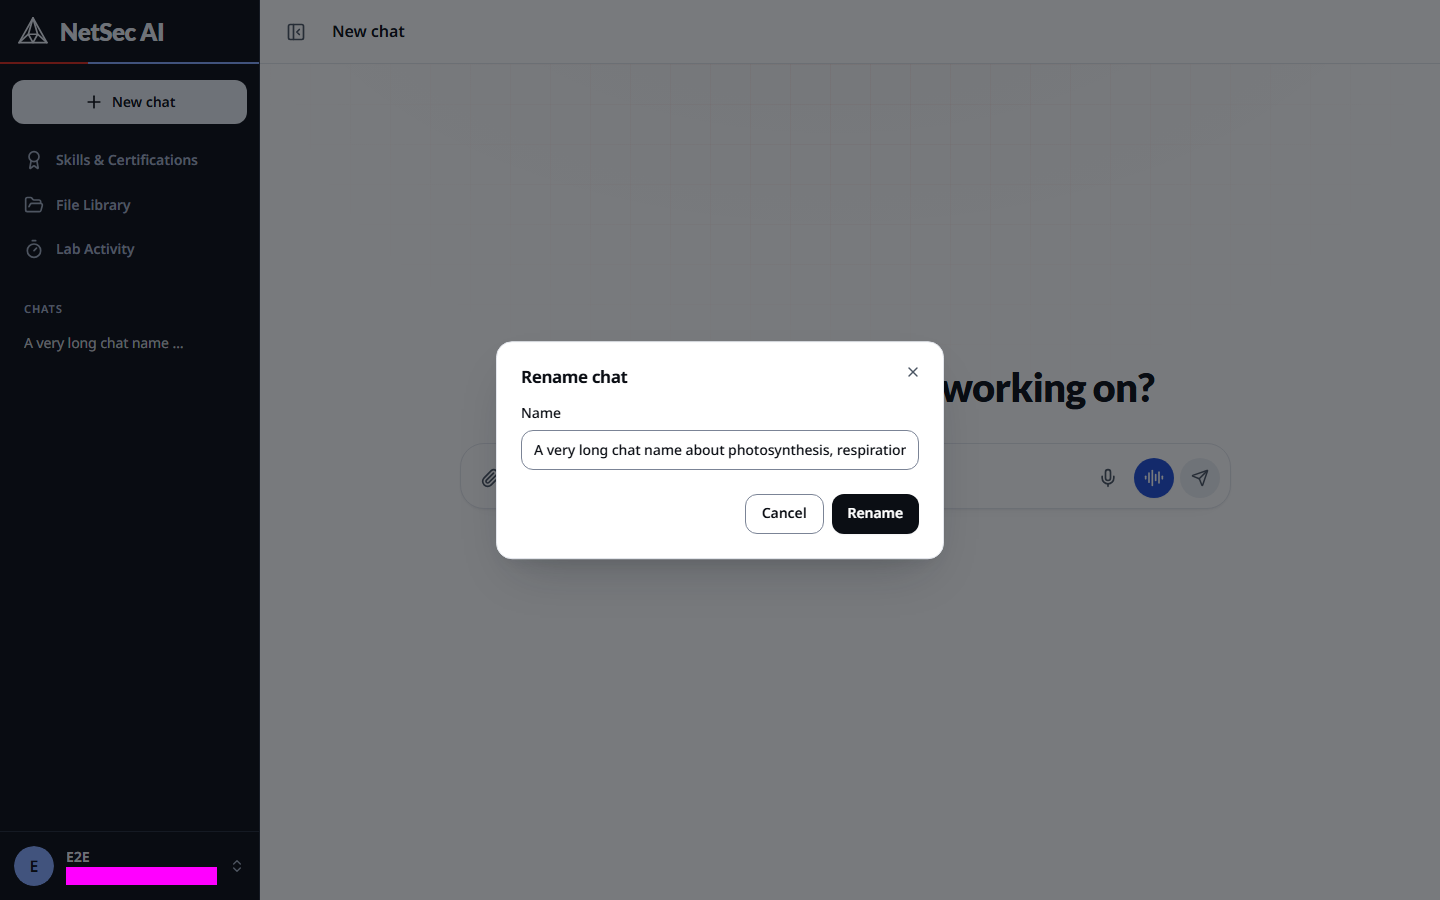 NetSec AI
New chat
New chat
Skills & Certifications
File Library
Lab Activity
CHATS
A very long chat name ...
working on?
Rename chat
Name
A very long chat name about photosynthesis, respiration
Cancel
Rename
E
E2E